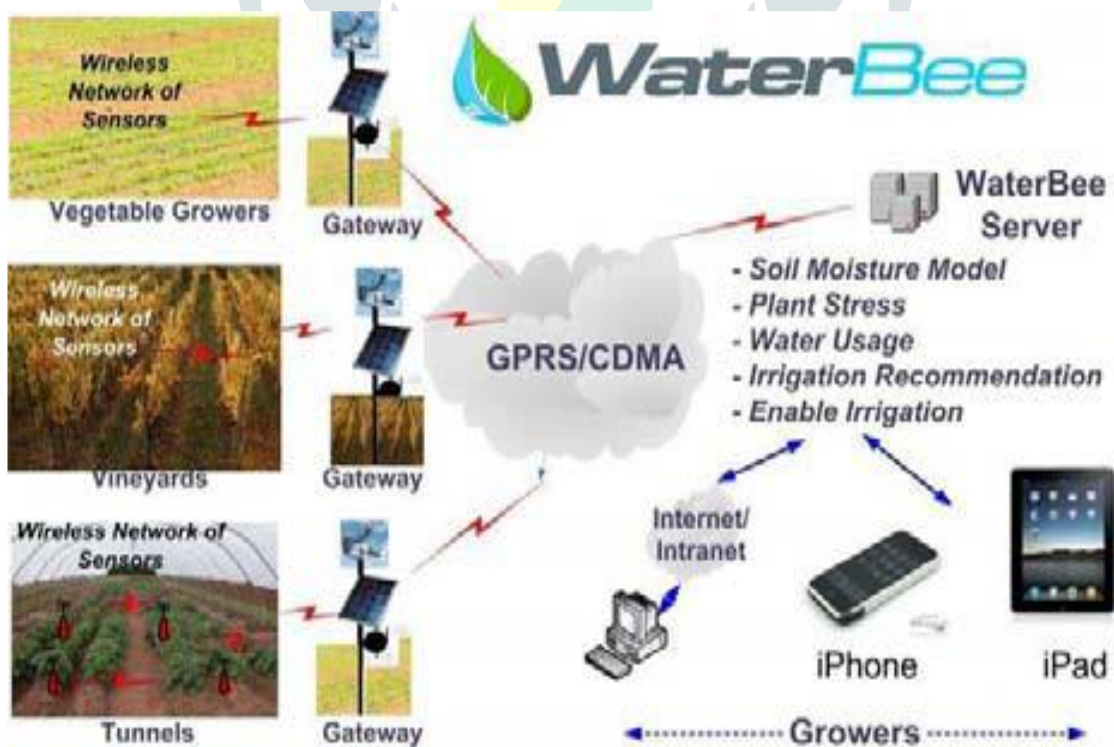 WaterBee
Wireless
Network of
Sensors
Vegetable Growers
Gateway
WaterBee
Server
- Soil Moisture Model
- Plant Stress
- Water Usage
- Irrigation Recommendation
- Enable Irrigation
Wireless
Network of
Sensors
Vineyards
Gateway
GPRS/CDMA
Wireless Network of
Sensors
Tunnels
Gateway
Internet/
Intranet
iPhone
iPad
Growers